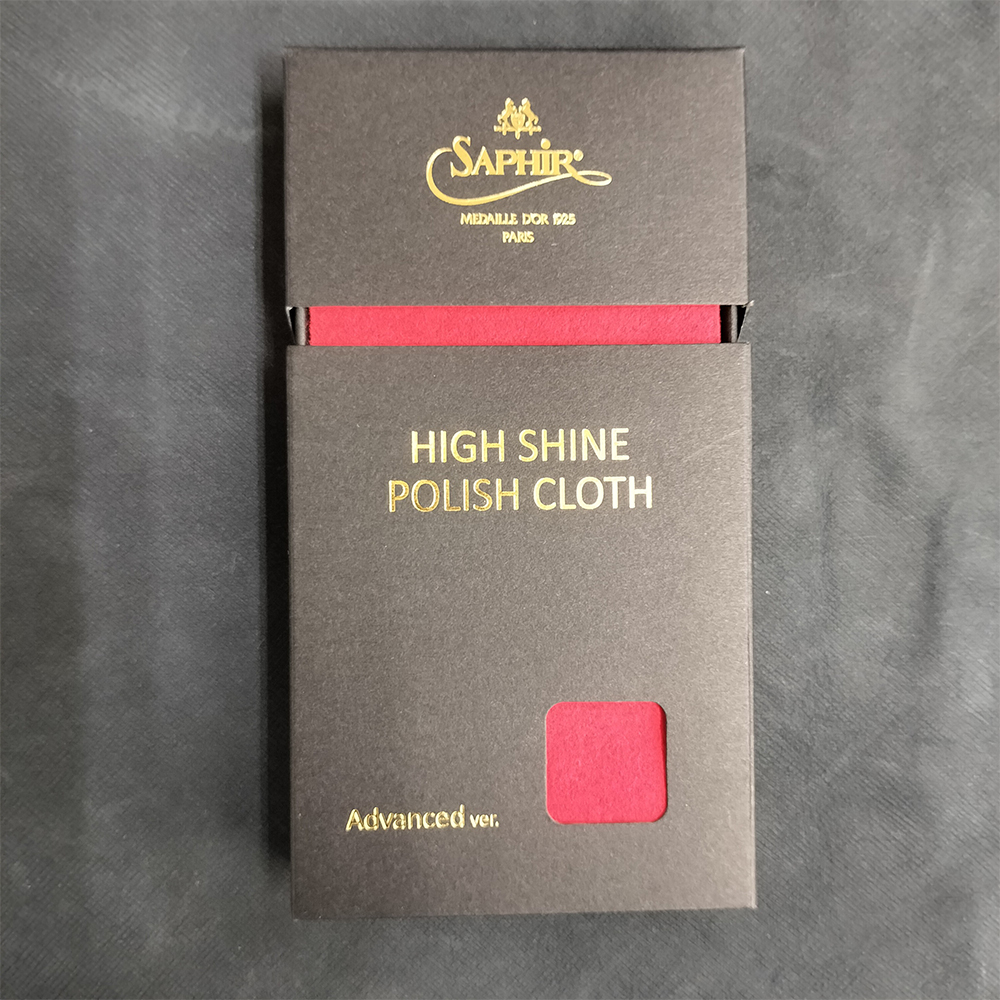 SAPHIR®
MEDAILLE D'OR 1925
PARIS
HIGH SHINE
POLISH CLOTH
Advanced ver.